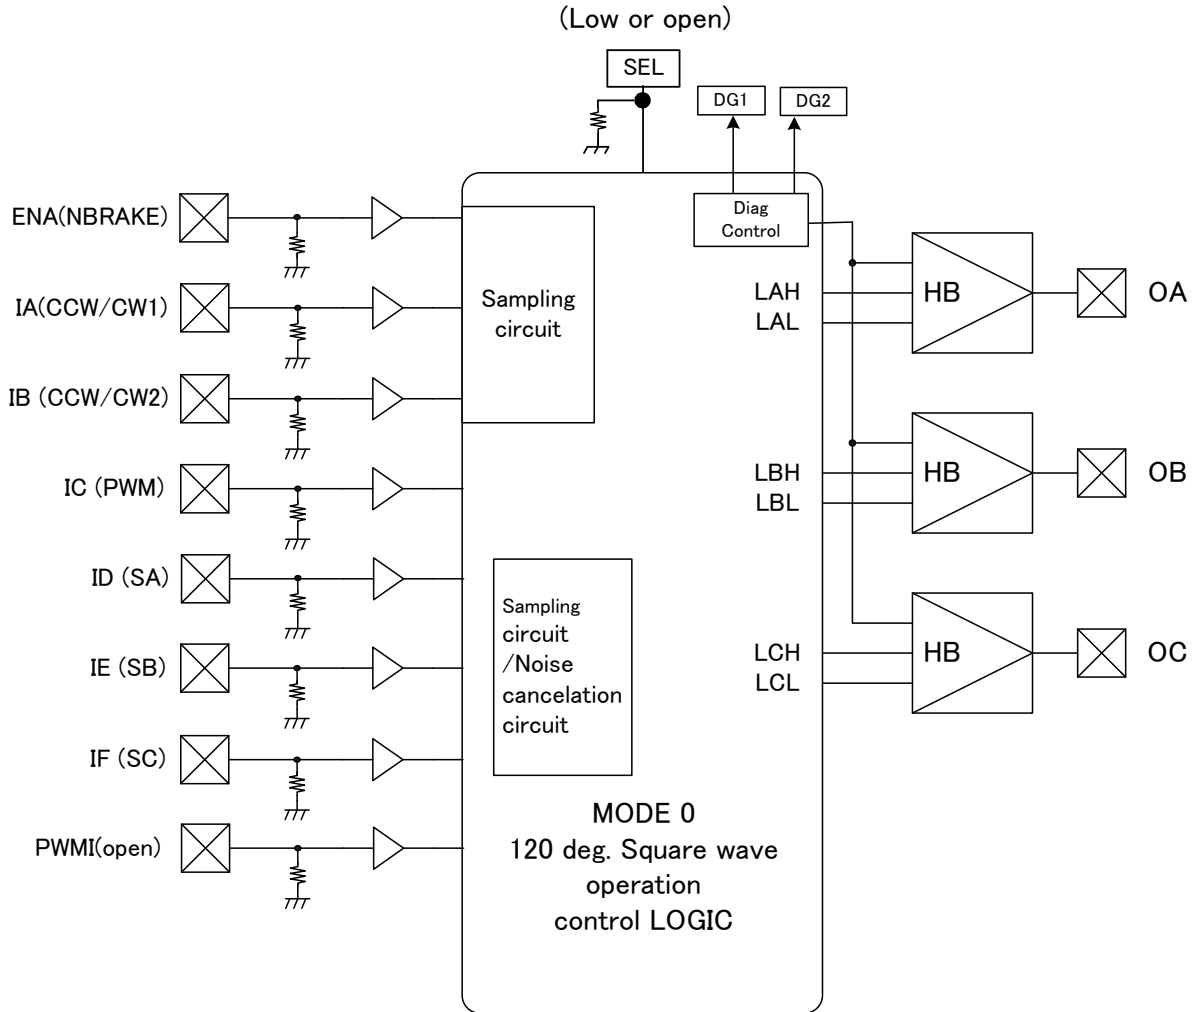 (Low or open)
SEL
DG1
DG2
Diag
Control
ENA(NBRAKE)
IA(CCW/CW1)
IB (CCW/CW2)
IC (PWM)
ID (SA)
IE (SB)
IF (SC)
PWMI(open)
Sampling
circuit
Sampling
circuit
/Noise
cancelation
circuit
MODE 0
120 deg. Square wave
operation
control LOGIC
LAH
LAL
HB
OA
LBH
LBL
HB
OB
LCH
LCL
HB
OC